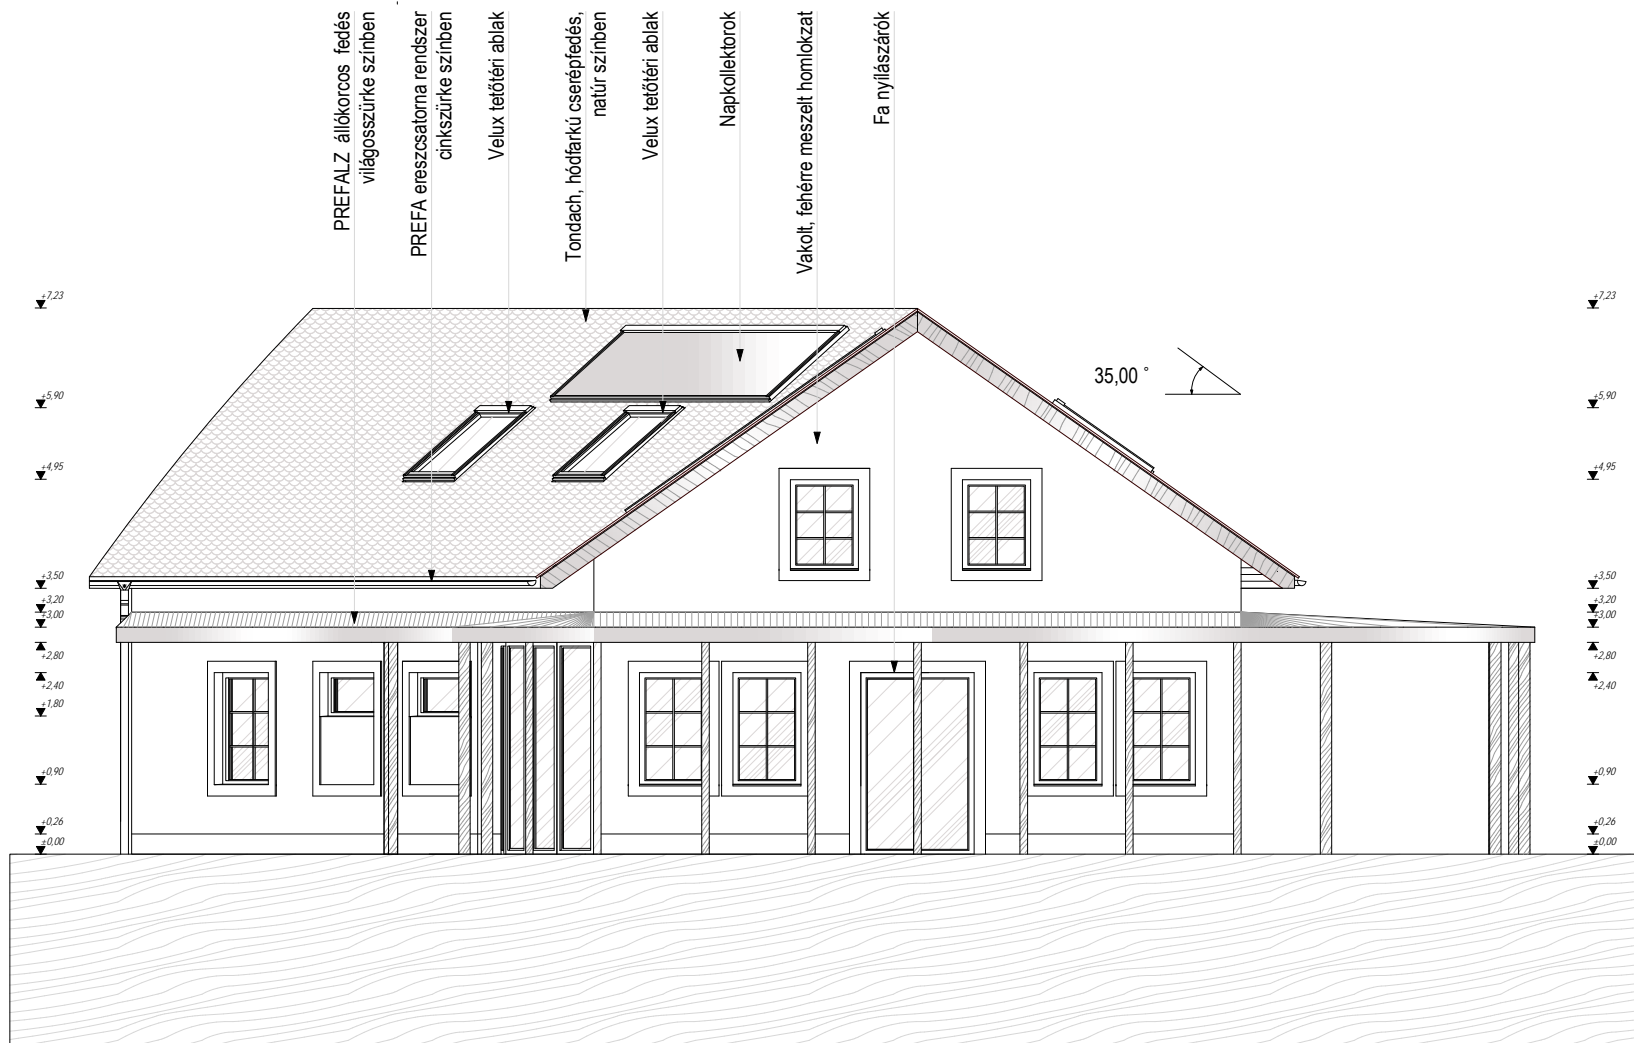 PREFALZ állókorcos fedés
világosszürke színben
PREFA ereszcsatorna rendszer
cinkszürke színben
Velux tetőtéri ablak
Tondach, hódfarkú cserépfedés,
natúr színben
Velux tetőtéri ablak
Napkollektorok
Vakolt, fehérre meszelt homlokzat
Fa nyílászárók
35,00 °
+7,23
+5,90
+4,95
+3,50
+3,20
+3,00
+2,80
+2,40
+1,80
+0,90
+0,26
±0,00
+7,23
+5,90
+4,95
+3,50
+3,20
+3,00
+2,80
+2,40
+0,90
+0,26
±0,00